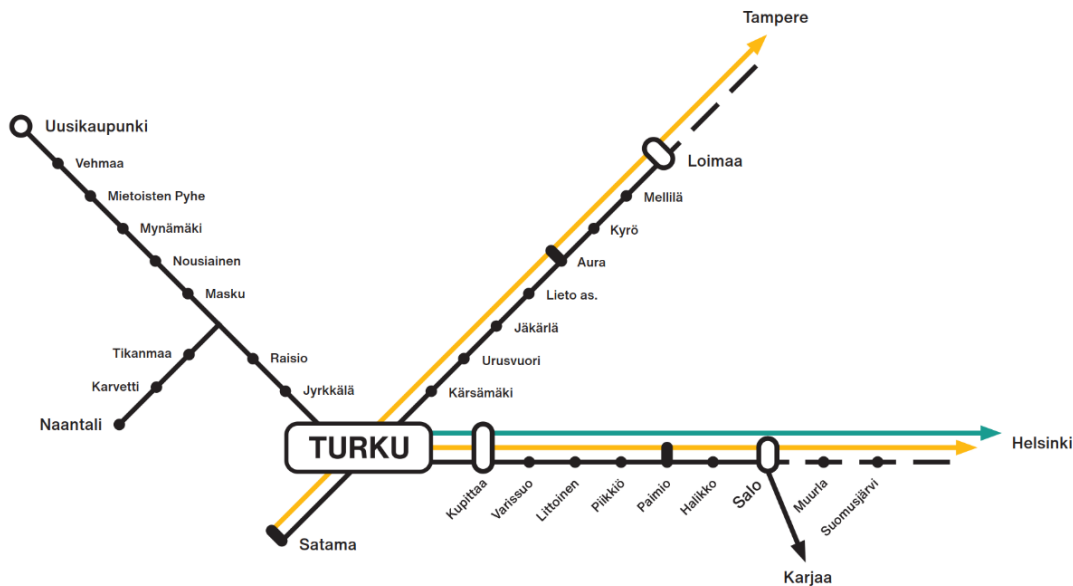 Tampere
Uusikaupunki
Vehmaa
Mietoisten Pyhe
Mynämäki
Nousiainen
Masku
Tikanmaa
Karvetti
Naantali
Raisio
Jyrkkälä
Loimaa
Mellilä
Kyrö
Aura
Lieto as.
Jäkärlä
Urusvuori
Kärsämäki
TURKU
Satama
Kupittaa
Varissuo
Littoinen
Piikkiö
Paimio
Halikko
Salo
Muurla
Suomusjärvi
Helsinki
Karjaa